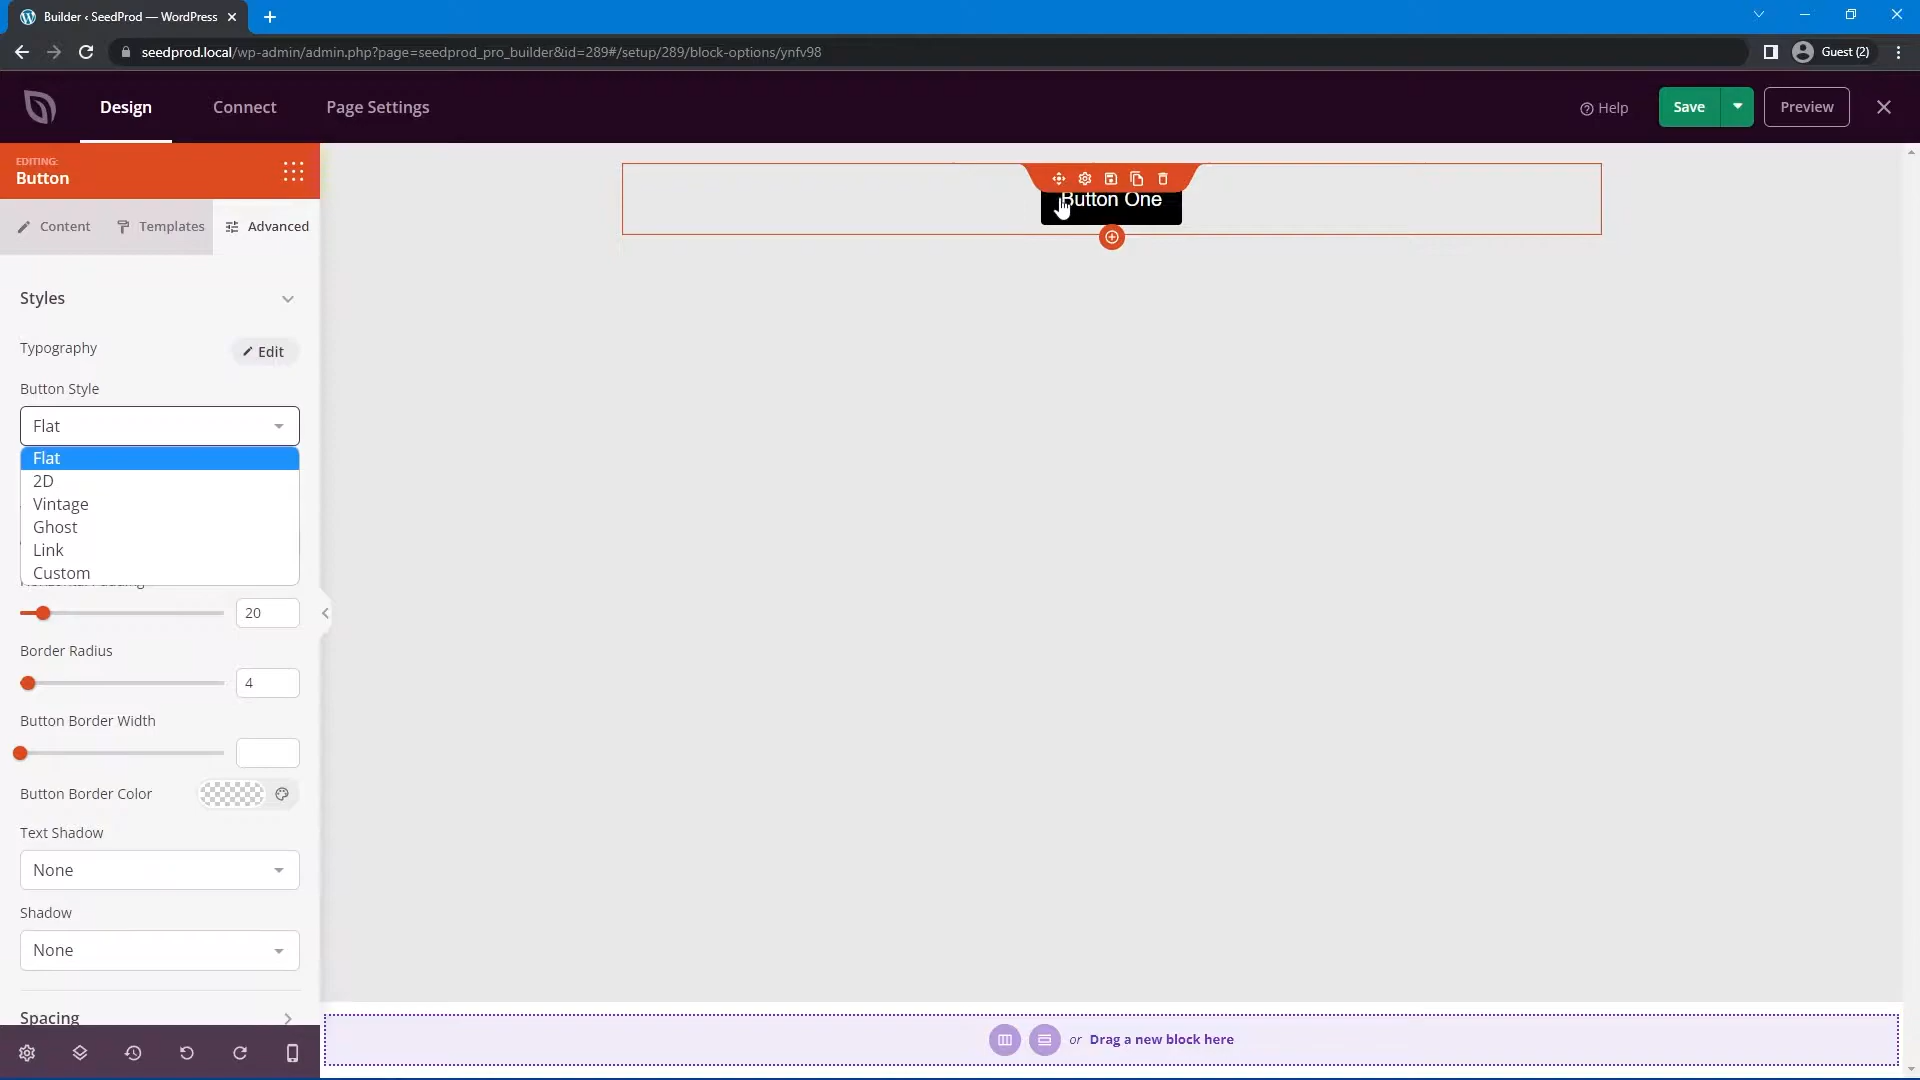 Builder ‹ SeedProd — WordPress
seedprod.local/wp-admin/admin.php?page=seedprod_pro_builder&id=289#/setup/289/block-options/ynfv98
Guest (2)
Design
Connect
Page Settings
Help
Save
Preview
EDITING:
Button
Content
Templates
Advanced
Button One
Styles
Typography
Edit
Button Style
Flat
Flat
2D
Vintage
Ghost
Link
Custom
Horizontal Padding
20
Border Radius
4
Button Border Width
Button Border Color
Text Shadow
None
Shadow
None
Spacing
or Drag a new block here